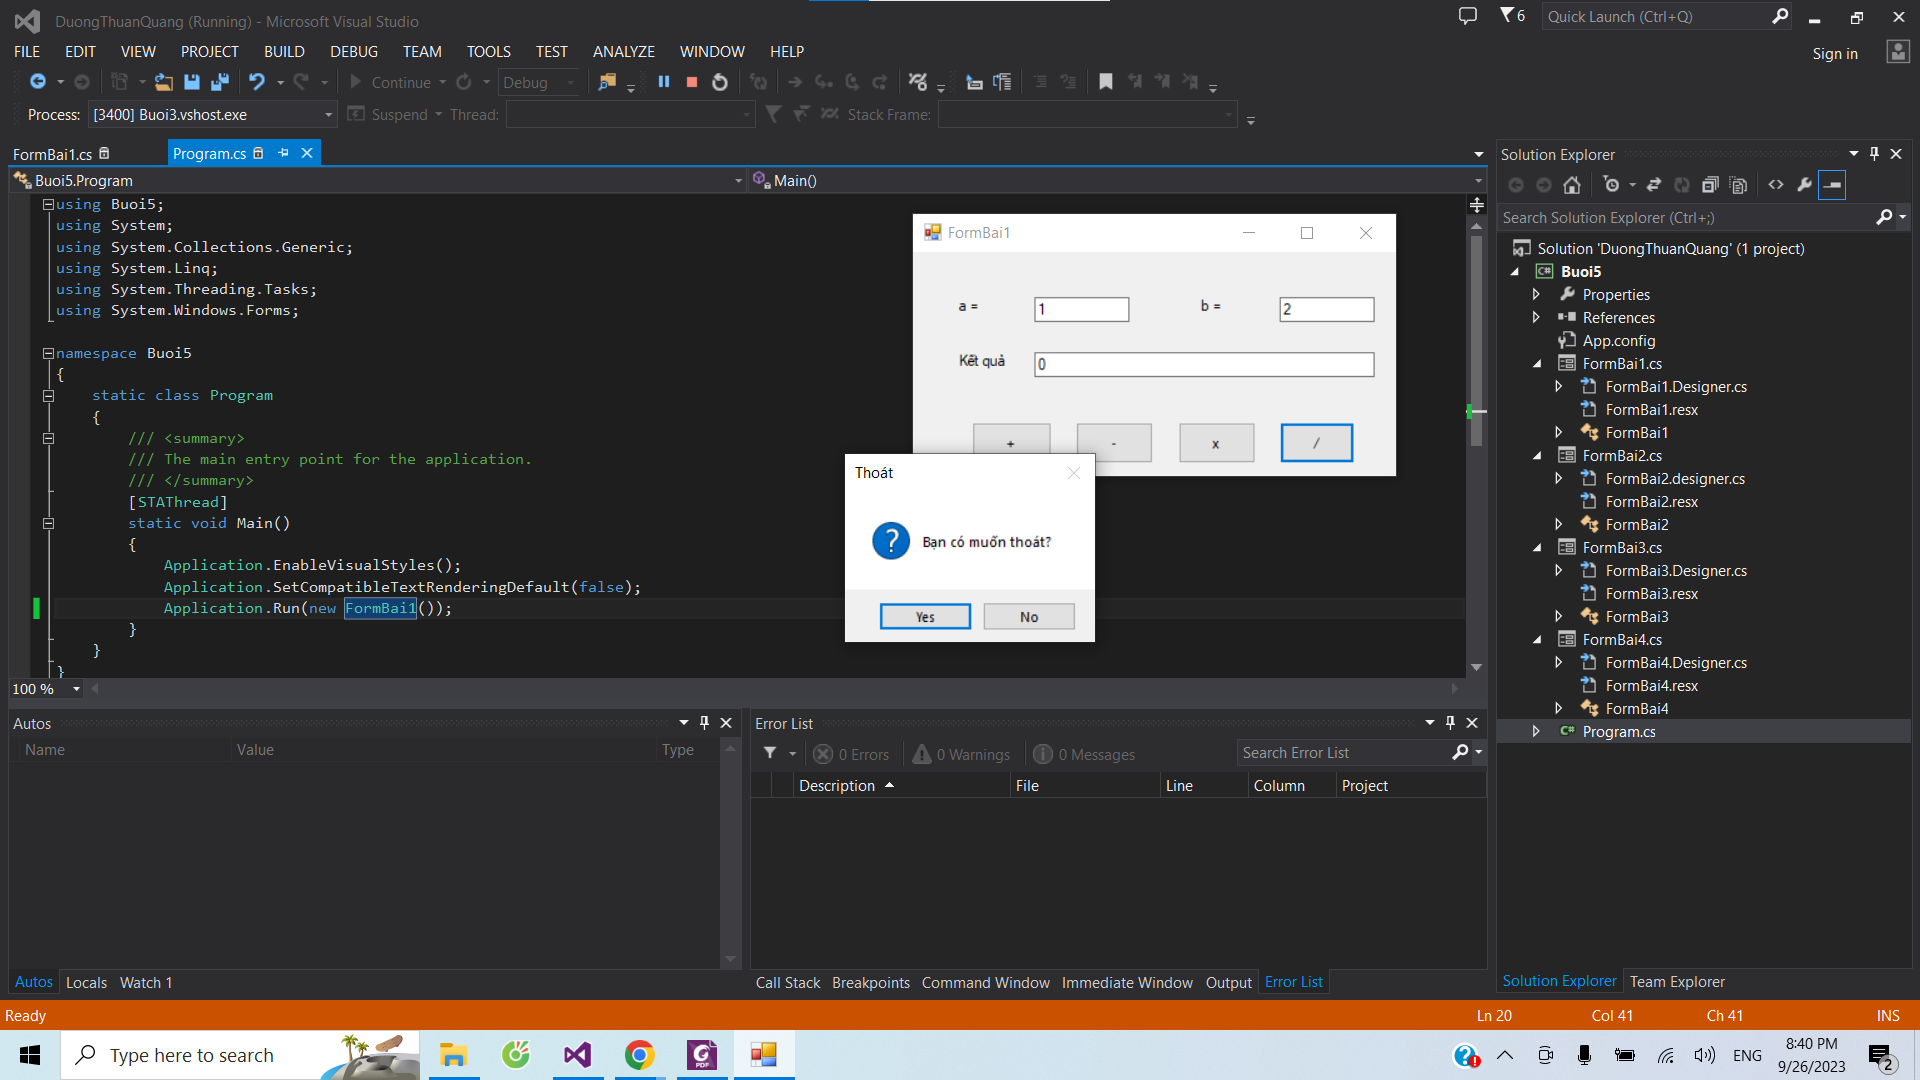 DuongThuanQuang (Running) - Microsoft Visual Studio
6
Quick Launch (Ctrl+Q)
FILE EDIT VIEW PROJECT BUILD DEBUG TEAM TOOLS TEST ANALYZE WINDOW HELP
Sign in
Continue Debug
Process: [3400] Buoi3.vshost.exe Suspend Thread: Stack Frame:
FormBai1.cs Program.cs
Buoi5.Program Main()
using Buoi5;
using System;
using System.Collections.Generic;
using System.Linq;
using System.Threading.Tasks;
using System.Windows.Forms;
namespace Buoi5
{
static class Program
{
/// <summary>
/// The main entry point for the application.
/// </summary>
[STAThread]
static void Main()
{
Application.EnableVisualStyles();
Application.SetCompatibleTextRenderingDefault(false);
Application.Run(new FormBai1());
}
}
}
100 %
FormBai1
a = 1 b = 2
Kết quả 0
+ - x /
Thoát
? Bạn có muốn thoát?
Yes No
Solution Explorer
Search Solution Explorer (Ctrl+;)
Solution 'DuongThuanQuang' (1 project)
C# Buoi5
Properties
References
App.config
FormBai1.cs
FormBai1.Designer.cs
FormBai1.resx
FormBai1
FormBai2.cs
FormBai2.designer.cs
FormBai2.resx
FormBai2
FormBai3.cs
FormBai3.Designer.cs
FormBai3.resx
FormBai3
FormBai4.cs
FormBai4.Designer.cs
FormBai4.resx
FormBai4
C# Program.cs
Solution Explorer Team Explorer
Autos
Name Value Type
Autos Locals Watch 1
Error List
0 Errors 0 Warnings 0 Messages Search Error List
Description File Line Column Project
Call Stack Breakpoints Command Window Immediate Window Output Error List
Ready Ln 20 Col 41 Ch 41 INS
Type here to search
PDF
ENG
8:40 PM
9/26/2023
2